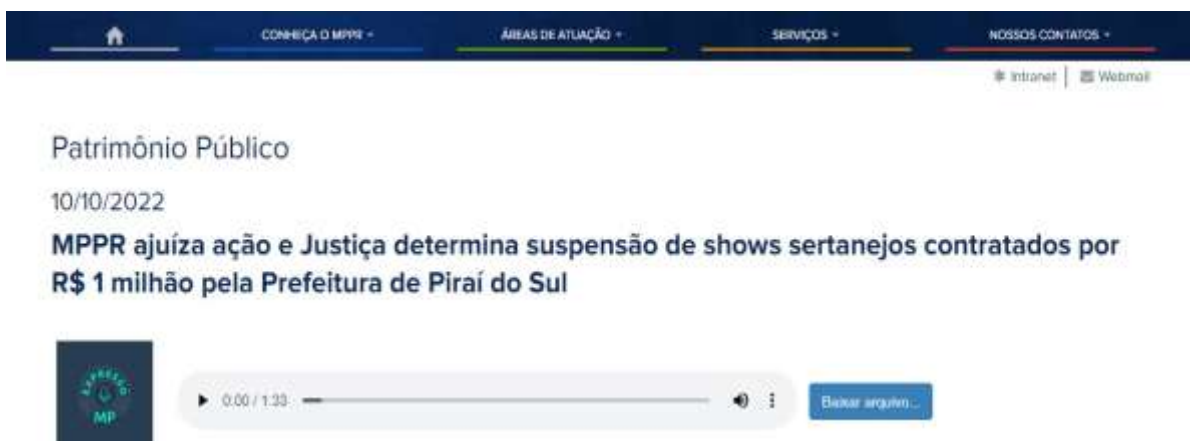 CONHEÇA O MPPR
ÁREAS DE ATUAÇÃO
SERVIÇOS
NOSSOS CONTATOS
Intranet | Webmail
Patrimônio Público
10/10/2022
MPPR ajuíza ação e Justiça determina suspensão de shows sertanejos contratados por
R$ 1 milhão pela Prefeitura de Piraí do Sul
EXPRESSO
MP
0:00 / 1:33
Baixar arquivo...